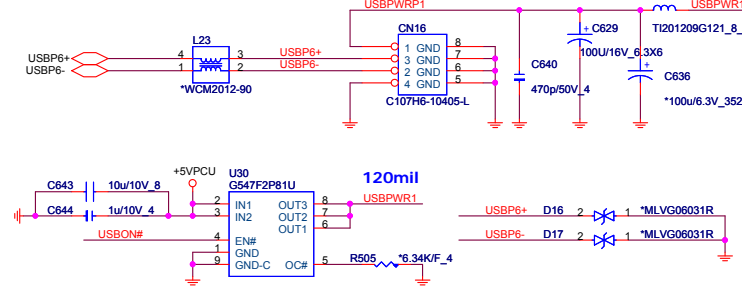 USBPWRP1
USBPWR1
L23
CN16
C629
TI201209G121_8_
USBP6+ 4 3 USBP6+ 1 GND 8
3 GND 7
USBP6- 1 2 USBP6- 2 GND 6
4 GND 5
100U/16V_6.3X6
C640
C636
*WCM2012-90
470p/50V_4
C107H6-10405-L
*100u/6.3V_352
+5VPCU
U30
G547F2P81U
120mil
C643 10u/10V_8
2 IN1 OUT3 8 USBPWR1
C644 1u/10V_4
3 IN2 OUT2 7
OUT1 6
USBP6+ D16 2 1 *MLVG06031R
USBON# 4 EN#
USBP6- D17 2 1 *MLVG06031R
1 GND
9 GND-C OC# 5 R505 *6.34K/F_4